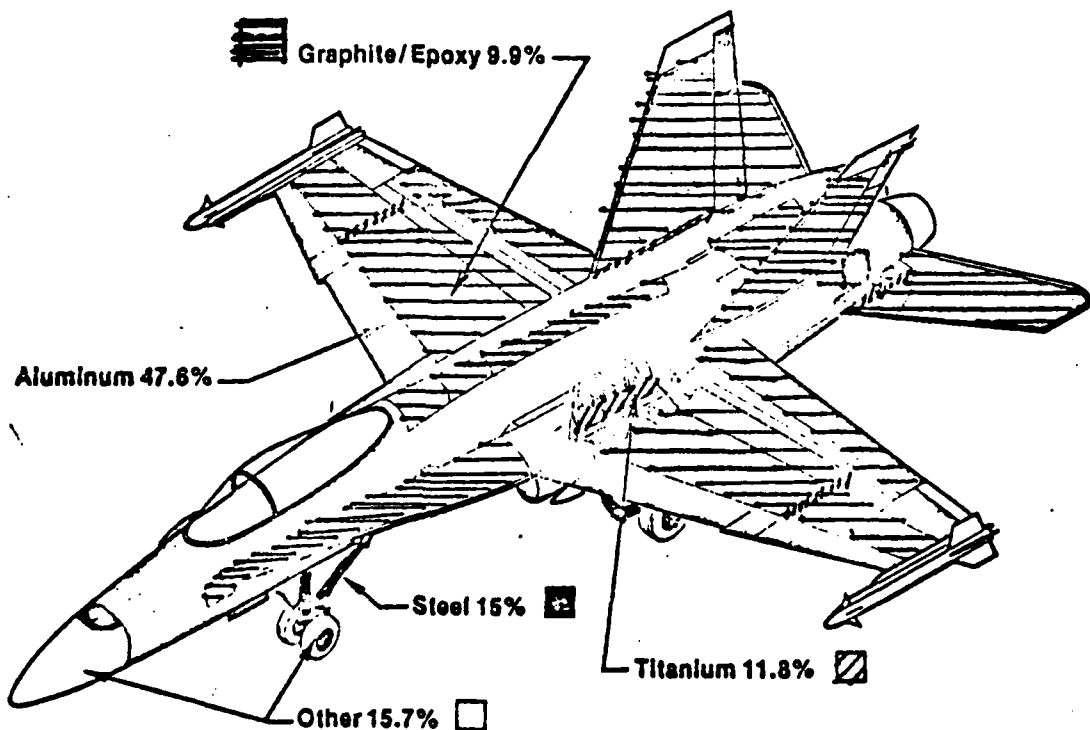 Graphite/Epoxy 9.9%
Aluminum 47.6%
Steel 15%
Titanium 11.8%
Other 15.7%